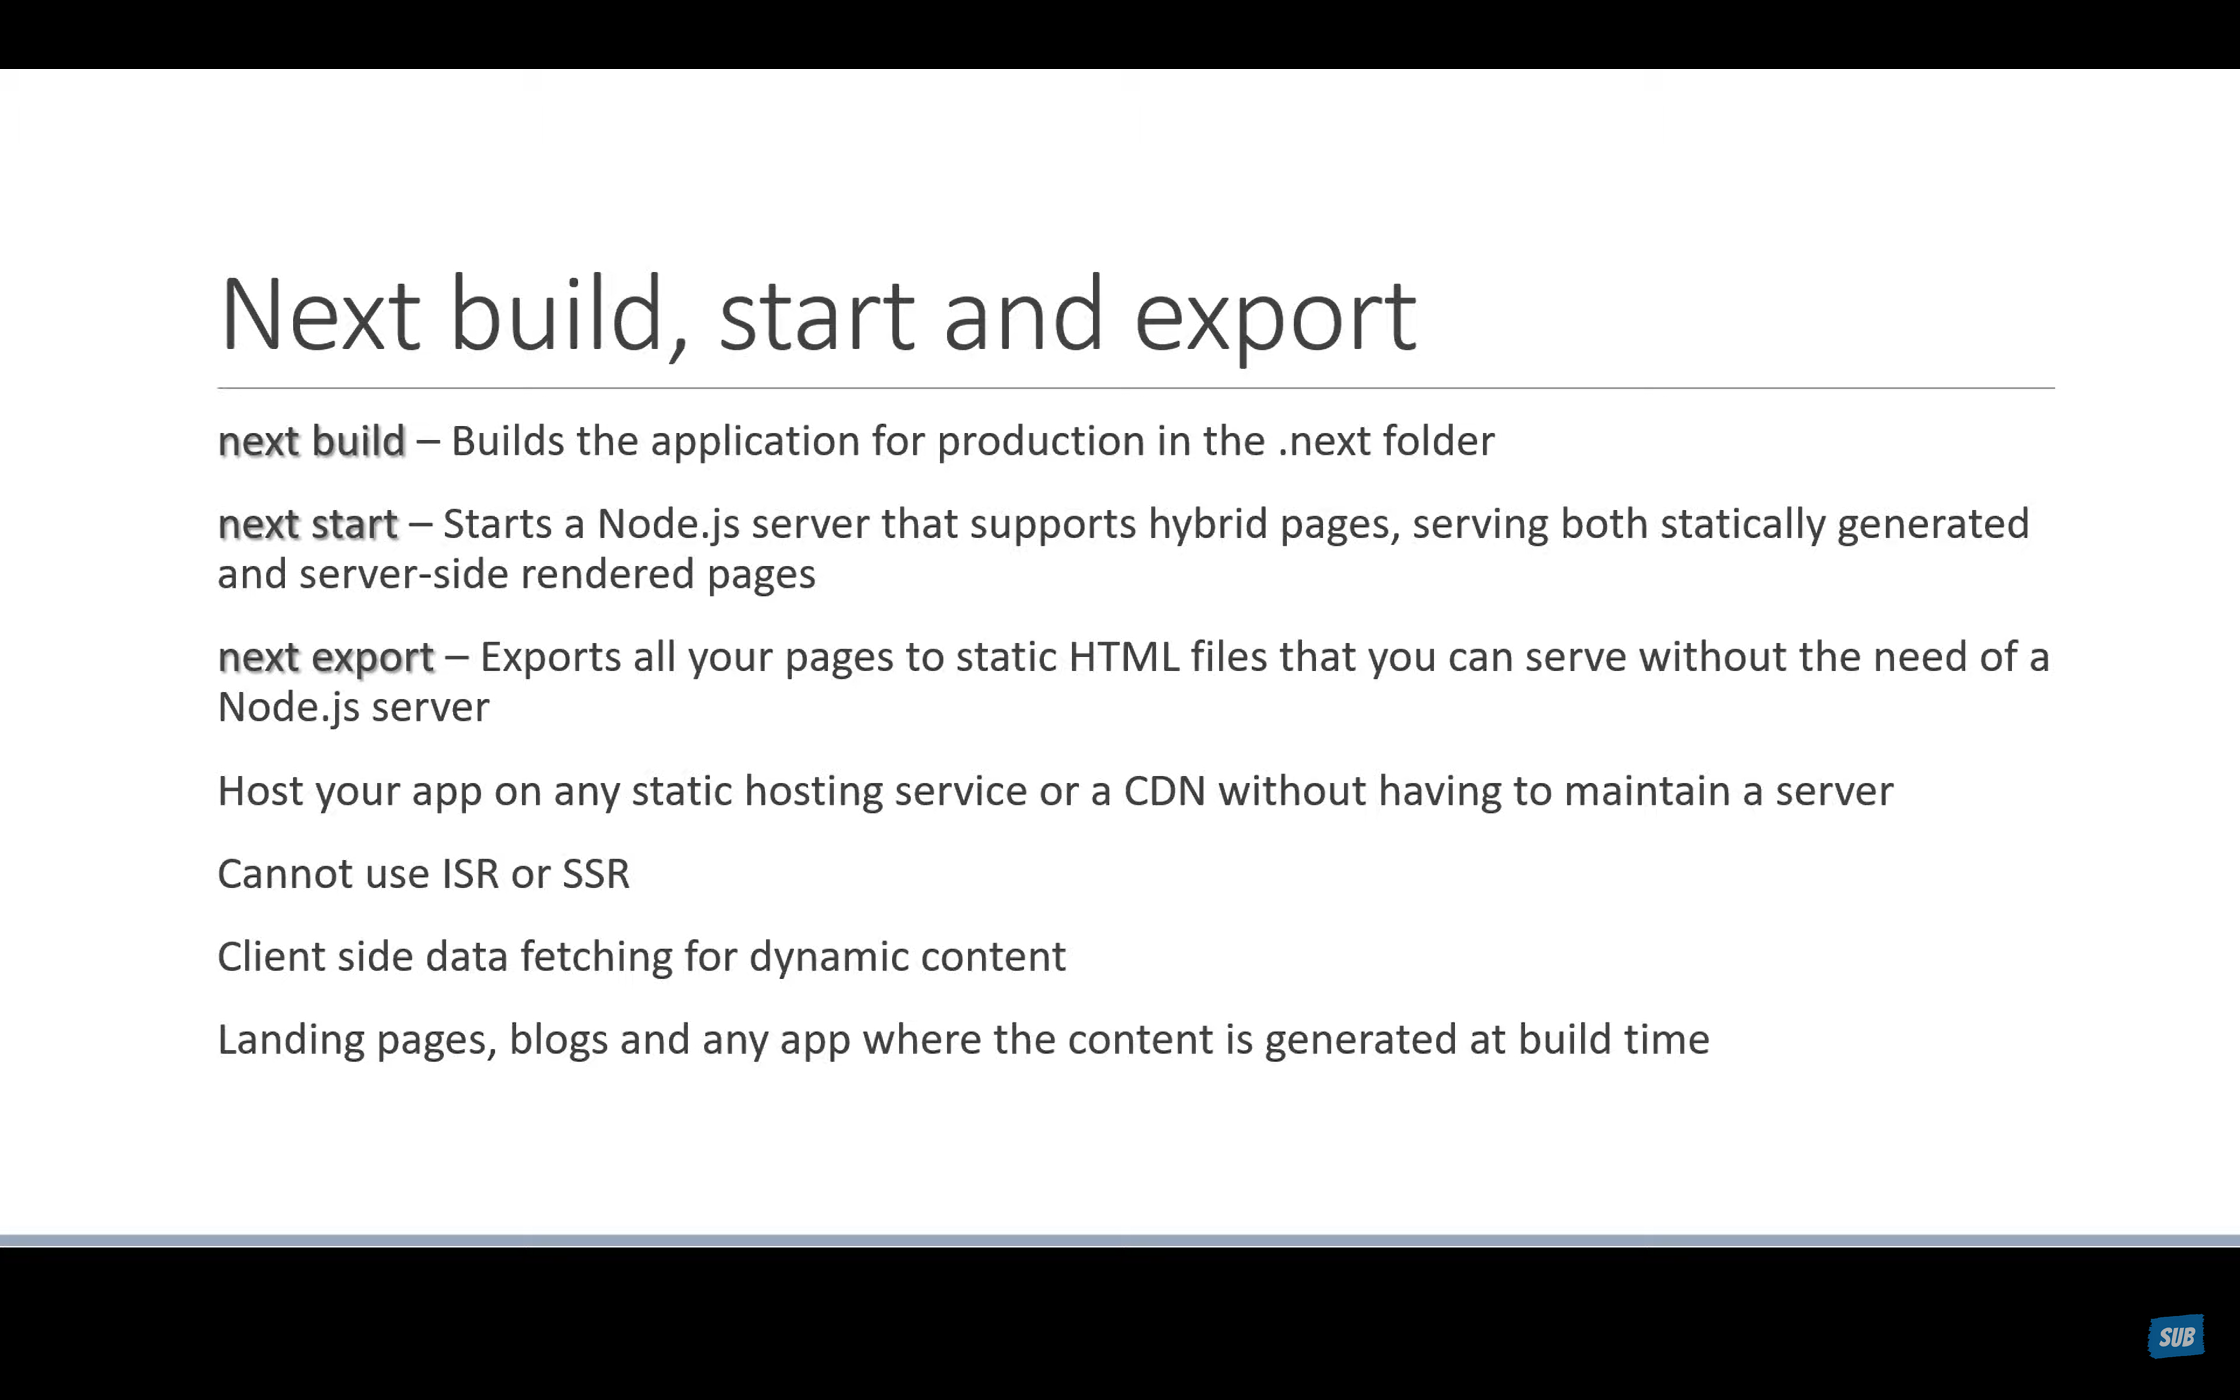 Next build, start and export
next build – Builds the application for production in the .next folder
next start – Starts a Node.js server that supports hybrid pages, serving both statically generated
and server-side rendered pages
next export – Exports all your pages to static HTML files that you can serve without the need of a
Node.js server
Host your app on any static hosting service or a CDN without having to maintain a server
Cannot use ISR or SSR
Client side data fetching for dynamic content
Landing pages, blogs and any app where the content is generated at build time
SUB